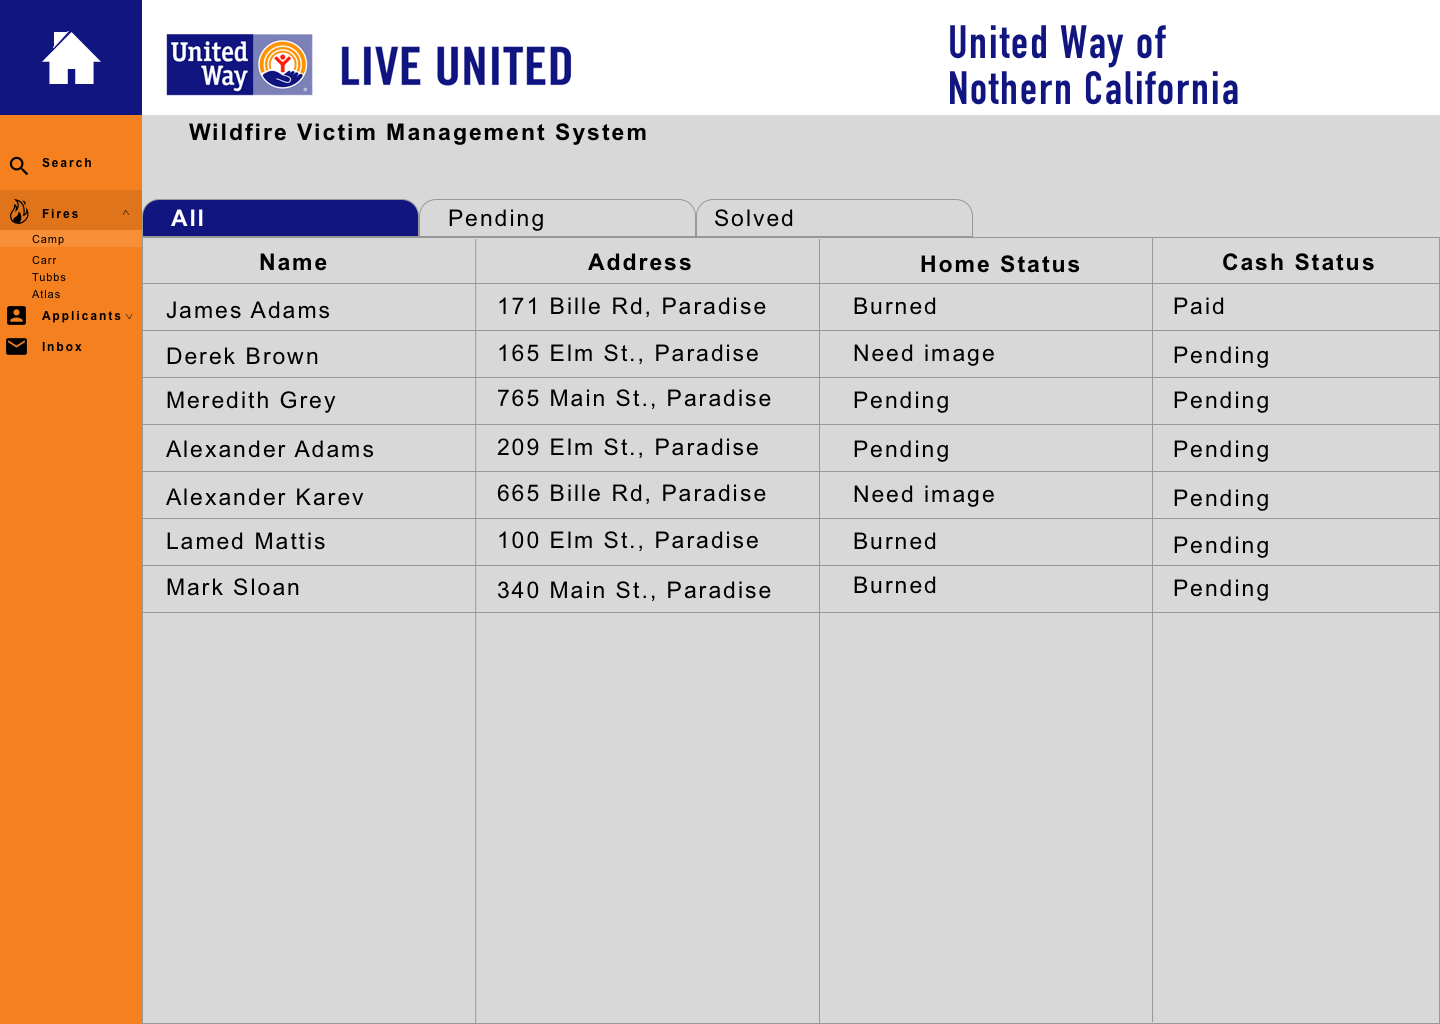 United Way
LIVE UNITED
United Way of
Nothern California
Wildfire Victim Management System
Search
Fires
Camp
Carr
Tubbs
Atlas
Applicants
Inbox
All Pending Solved
Name Address Home Status Cash Status
James Adams 171 Bille Rd, Paradise Burned Paid
Derek Brown 165 Elm St., Paradise Need image Pending
Meredith Grey 765 Main St., Paradise Pending Pending
Alexander Adams 209 Elm St., Paradise Pending Pending
Alexander Karev 665 Bille Rd, Paradise Need image Pending
Lamed Mattis 100 Elm St., Paradise Burned Pending
Mark Sloan 340 Main St., Paradise Burned Pending